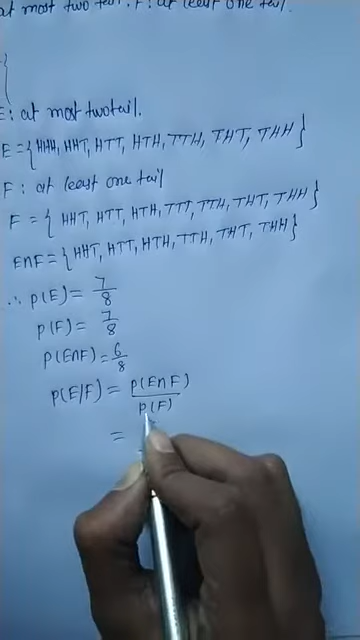 at most two tail. F: at least one tail.
E: at most two tail.
E = {HHH, HHT, HTT, HTH, TTH, THT, THH}
F: at least one tail
F = {HHT, HTT, HTH, TTT, TTH, THT, THH}
E∩F = {HHT, HTT, HTH, TTH, THT, THH}
∴ P(E) = 7/8
P(F) = 7/8
P(E∩F) = 6/8
P(E/F) = P(E∩F)/P(F)
=